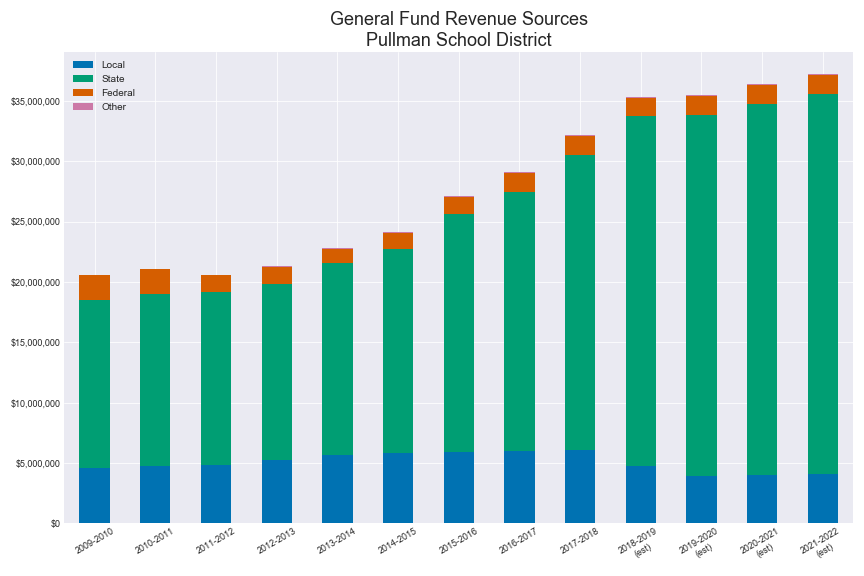 General Fund Revenue Sources
Pullman School District
Local
State
Federal
Other
$35,000,000
$30,000,000
$25,000,000
$20,000,000
$15,000,000
$10,000,000
$5,000,000
$0
2009-2010
2010-2011
2011-2012
2012-2013
2013-2014
2014-2015
2015-2016
2016-2017
2017-2018
2018-2019
(est)
2019-2020
(est)
2020-2021
(est)
2021-2022
(est)